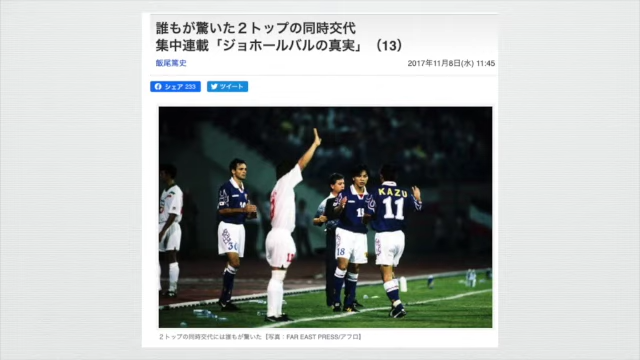 誰もが驚いた２トップの同時交代
集中連載「ジョホールバルの真実」（13）
飯尾篤史
2017年11月8日(水) 11:45
シェア 233
ツイート
KAZU
11
18
18
２トップの同時交代には誰もが驚いた【写真：FAR EAST PRESS/アフロ】